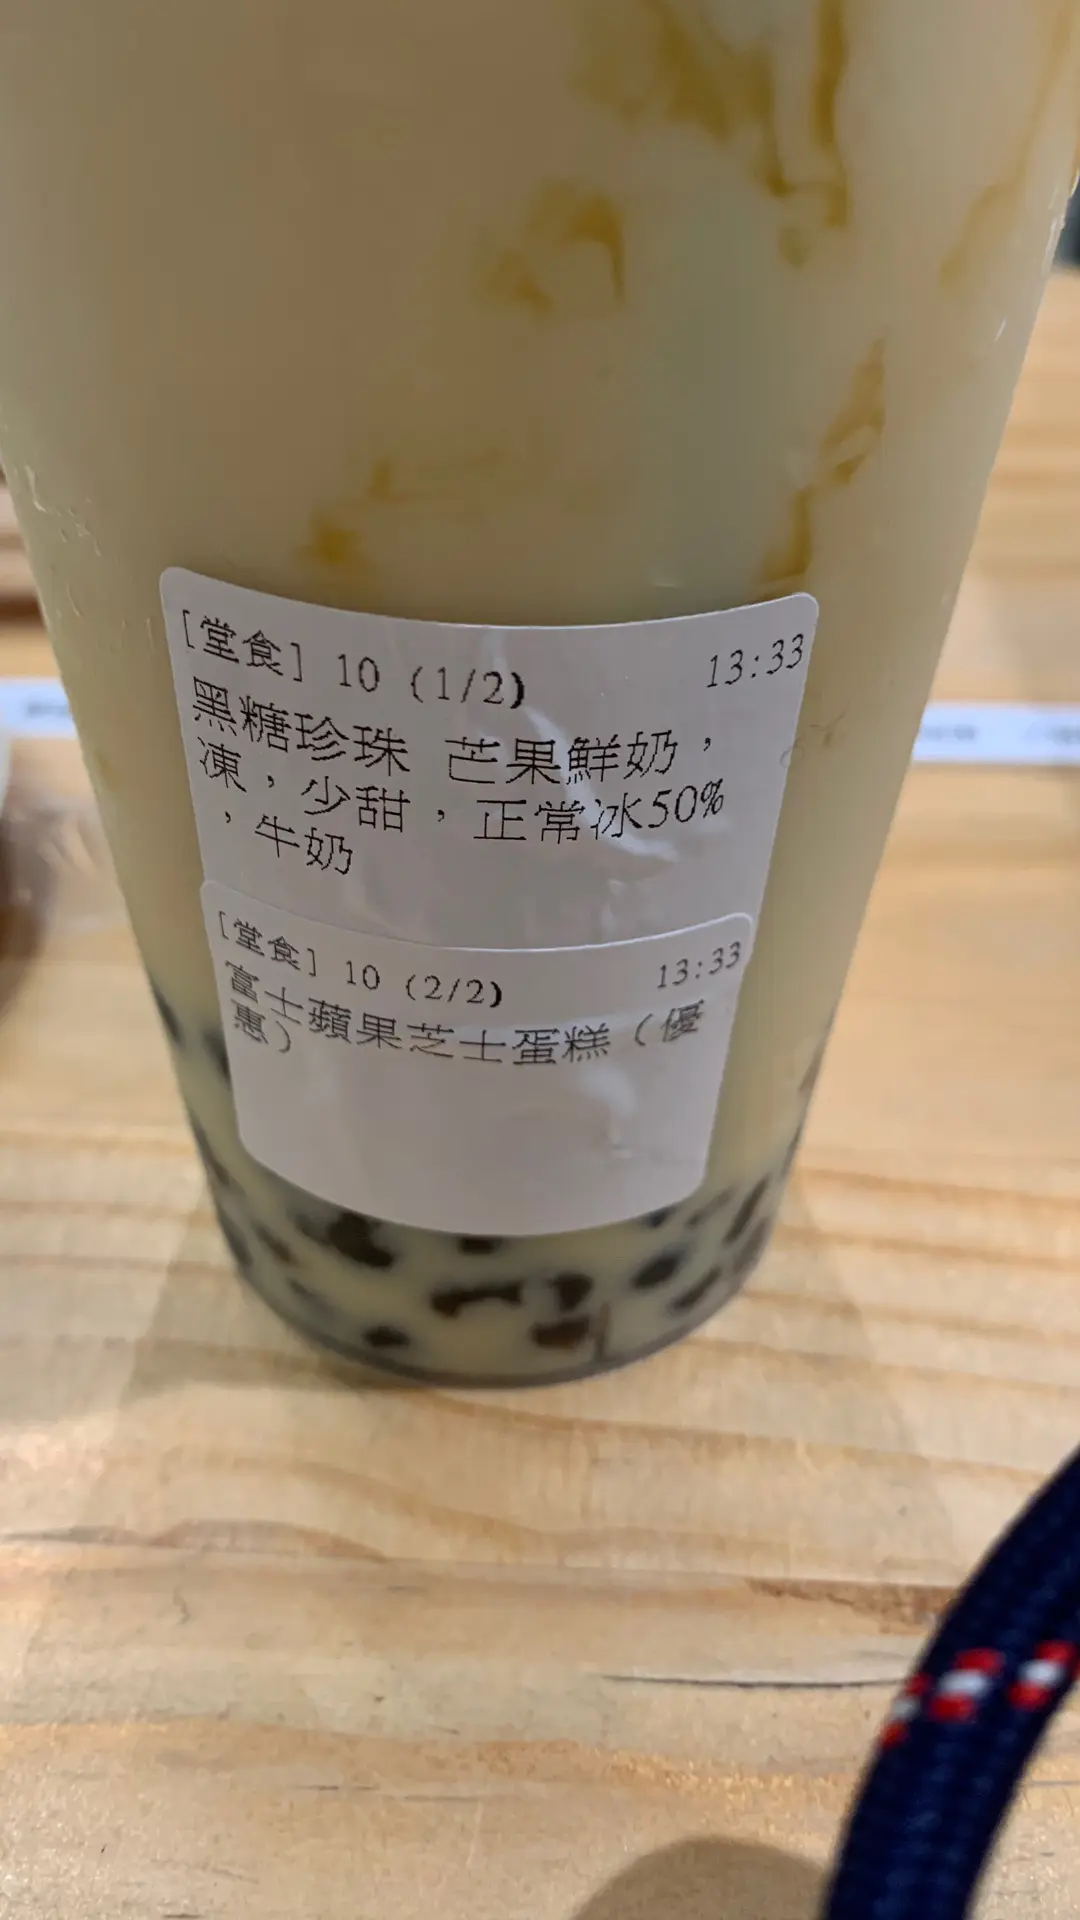 [堂食] 10 (1/2) 13:33
黑糖珍珠 芒果鮮奶，
凍，少甜，正常冰50%
，牛奶
[堂食] 10 (2/2) 13:33
富士蘋果芝士蛋糕（優
惠）